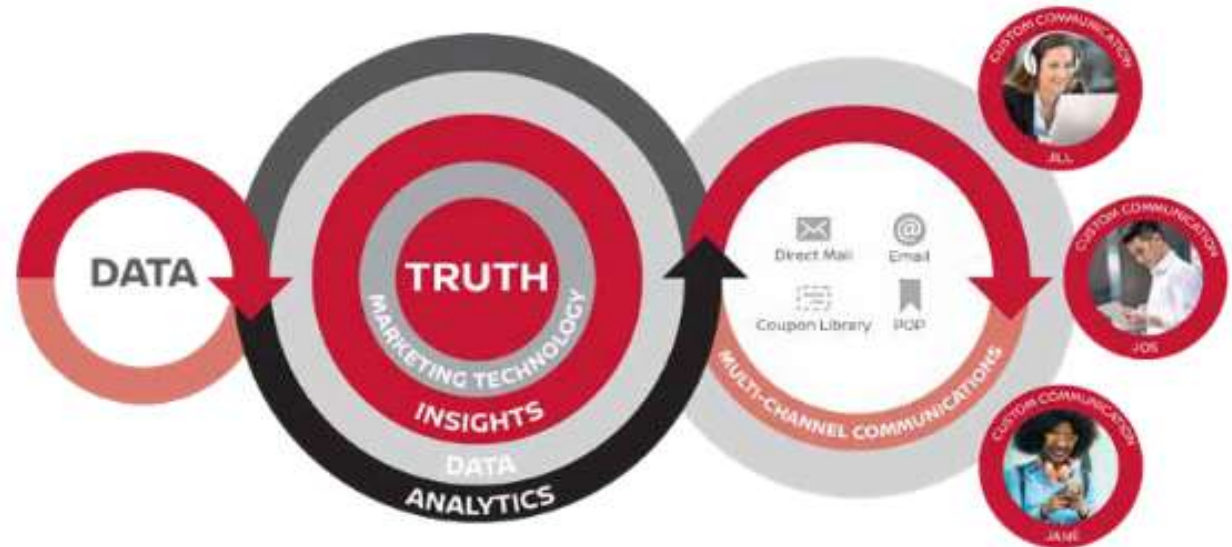 DATA
TRUTH
MARKETING TECHNOLOGY
INSIGHTS
DATA
ANALYTICS
Direct Mail
Email
Coupon Library
POP
MULTI-CHANNEL COMMUNICATIONS
CUSTOM COMMUNICATION
JILL
CUSTOM COMMUNICATION
JOS
CUSTOM COMMUNICATION
JANE